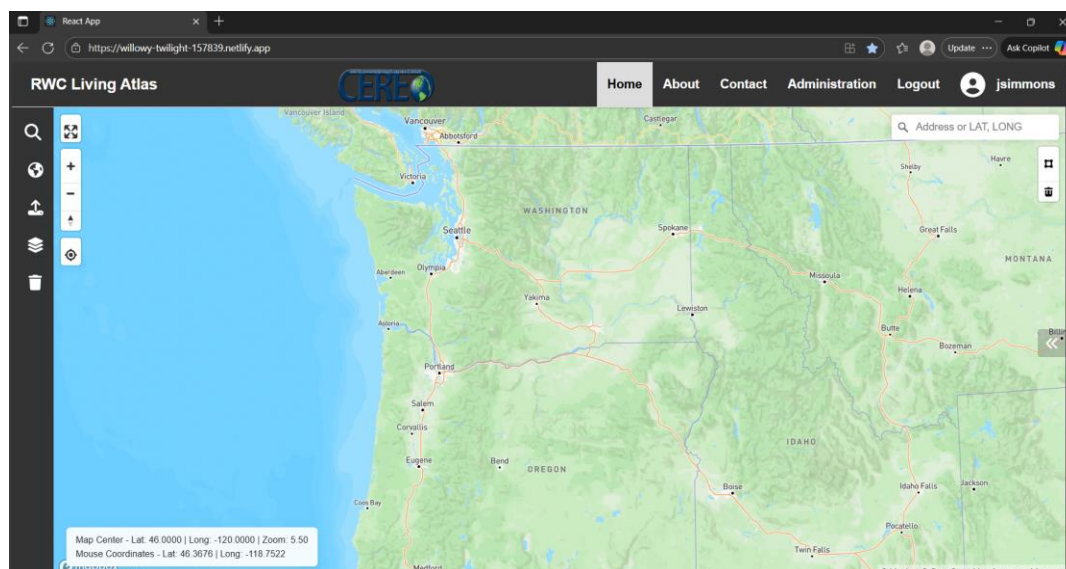 React App
https://willowy-twilight-157839.netlify.app
Update
Ask Copilot
RWC Living Atlas
CEREO
Home
About
Contact
Administration
Logout
jsimmons
Address or LAT, LONG
Vancouver Island
Vancouver
Abbotsford
Castlegar
Victoria
Shelby
Havre
WASHINGTON
Seattle
Spokane
Great Falls
MONTANA
Aberdeen
Olympia
Missoula
Helena
Yakima
Lewiston
Astoria
Butte
Bozeman
Portland
Salem
Corvallis
IDAHO
Eugene
Bend
OREGON
Boise
Idaho Falls
Jackson
Coos Bay
Pocatello
Twin Falls
Medford
Map Center - Lat: 46.0000 | Long: -120.0000 | Zoom: 5.50
Mouse Coordinates - Lat: 46.3676 | Long: -118.7522